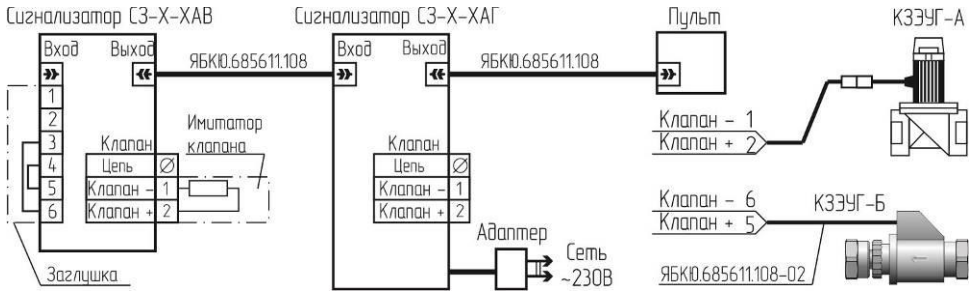 Сигнализатор СЗ-Х-ХАВ
Вход Выход
1
2
3
4
5
6
Клапан
Цепь Ø
Клапан – 1
Клапан + 2
Имитатор
клапана
Заглушка
ЯБКЮ.685611.108
Сигнализатор СЗ-Х-ХАГ
Вход Выход
Клапан
Цепь Ø
Клапан – 1
Клапан + 2
Адаптер
Сеть
~230В
ЯБКЮ.685611.108
Пульт
КЗЭУГ-А
Клапан – 1
Клапан + 2
Клапан – 6
Клапан + 5
КЗЭУГ-Б
ЯБКЮ.685611.108-02